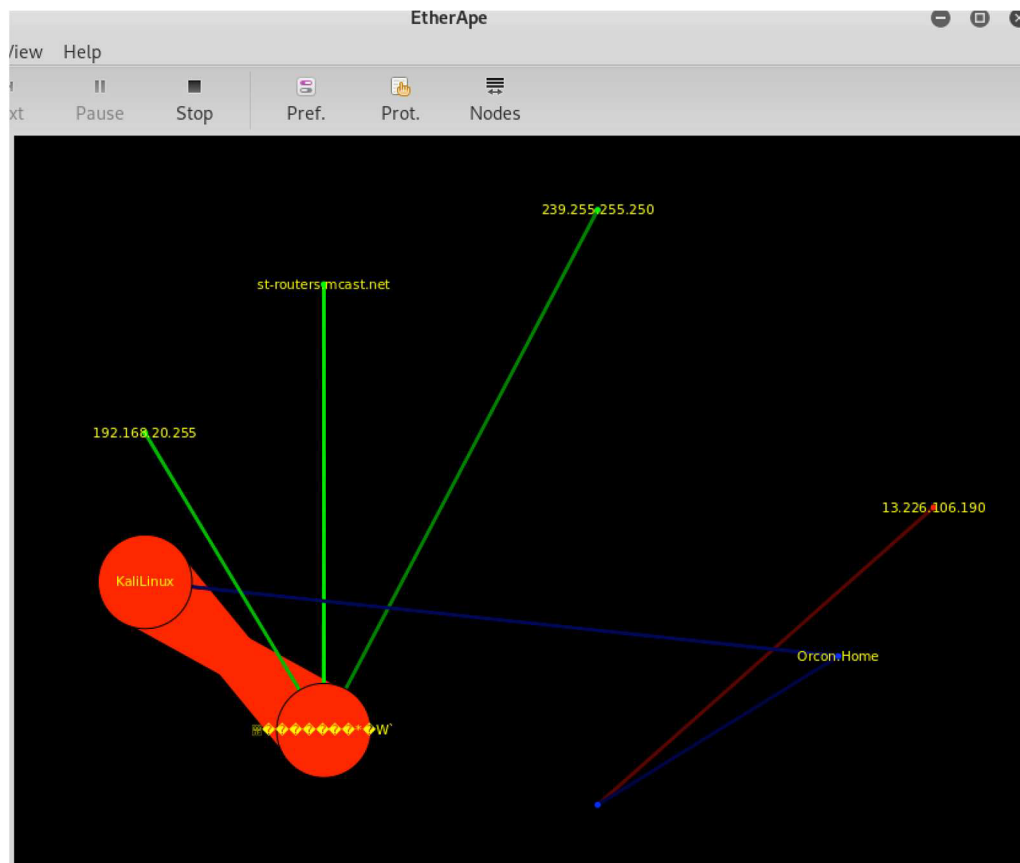 EtherApe
View Help
xt Pause Stop Pref. Prot. Nodes
239.255.255.250
st-routers.mcast.net
192.168.20.255
13.226.106.190
KaliLinux
Orcon-Home
*�W`